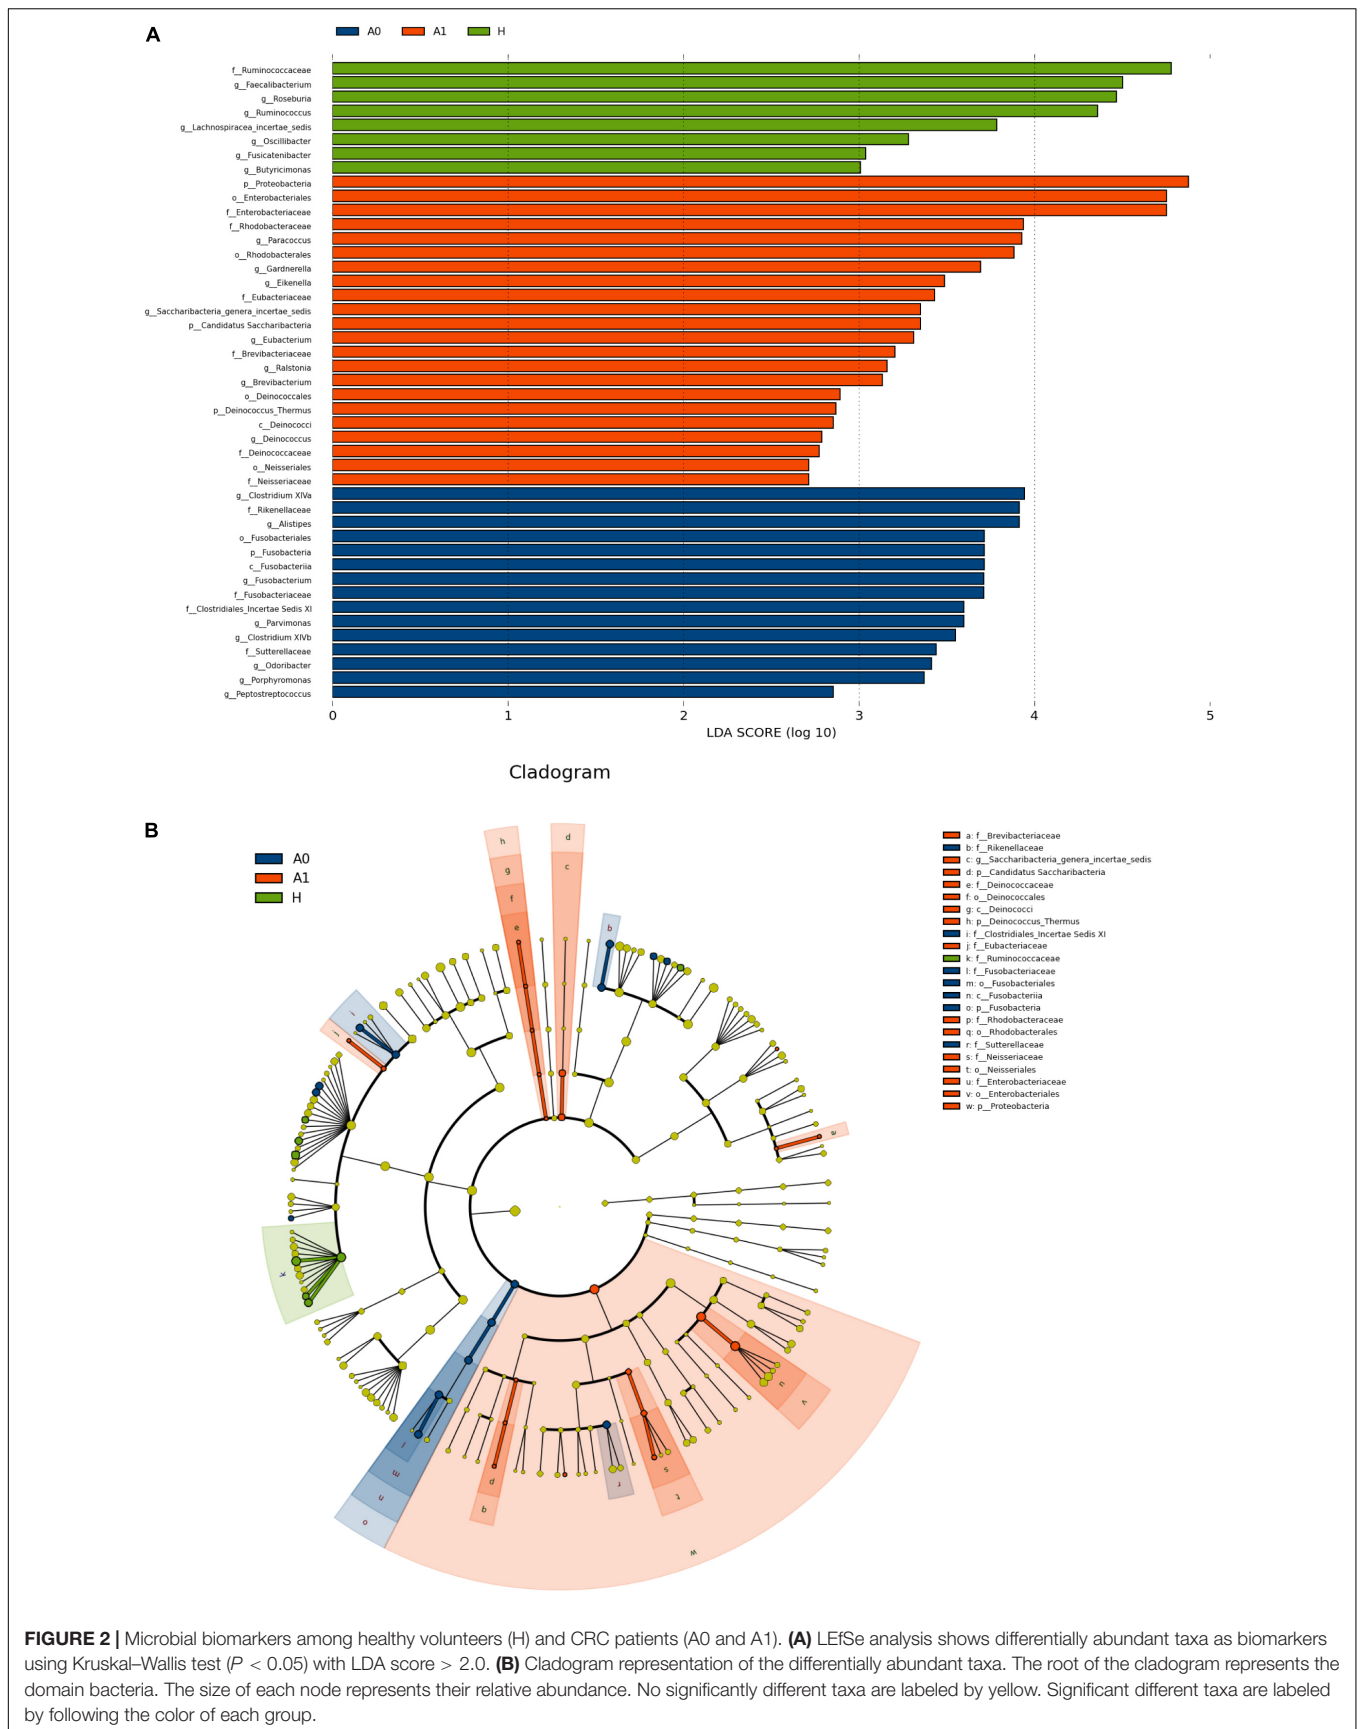 A
A0 A1 H
f__Ruminococcaceae
g__Faecalibacterium
g__Roseburia
g__Ruminococcus
g__Lachnospiracea_incertae_sedis
g__Oscillibacter
g__Fusicatenibacter
g__Butyricimonas
p__Proteobacteria
o__Enterobacteriales
f__Enterobacteriaceae
f__Rhodobacteraceae
g__Paracoccus
o__Rhodobacterales
g__Gardnerella
g__Eikenella
f__Eubacteriaceae
g__Saccharibacteria_genera_incertae_sedis
p__Candidatus Saccharibacteria
g__Eubacterium
f__Brevibacteriaceae
g__Ralstonia
g__Brevibacterium
o__Deinococcales
p__Deinococcus_Thermus
c__Deinococci
g__Deinococcus
f__Deinococcaceae
o__Neisseriales
f__Neisseriaceae
g__Clostridium XIVa
f__Rikenellaceae
g__Alistipes
o__Fusobacteriales
p__Fusobacteria
c__Fusobacteriia
g__Fusobacterium
f__Fusobacteriaceae
f__Clostridiales_Incertae Sedis XI
g__Parvimonas
g__Clostridium XIVb
f__Sutterellaceae
g__Odoribacter
g__Porphyromonas
g__Peptostreptococcus
0 1 2 3 4 5
LDA SCORE (log 10)
Cladogram
B
A0
A1
H
h
g
f
e
d
c
b
a
i
j
k
l
m
n
o
p
q
r
s
t
u
v
w
a: f__Brevibacteriaceae
b: f__Rikenellaceae
c: g__Saccharibacteria_genera_incertae_sedis
d: p__Candidatus Saccharibacteria
e: f__Deinococcaceae
f: o__Deinococcales
g: c__Deinococci
h: p__Deinococcus_Thermus
i: f__Clostridiales_Incertae Sedis XI
j: f__Eubacteriaceae
k: f__Ruminococcaceae
l: f__Fusobacteriaceae
m: o__Fusobacteriales
n: c__Fusobacteriia
o: p__Fusobacteria
p: f__Rhodobacteraceae
q: o__Rhodobacterales
r: f__Sutterellaceae
s: f__Neisseriaceae
t: o__Neisseriales
u: f__Enterobacteriaceae
v: o__Enterobacteriales
w: p__Proteobacteria
FIGURE 2 | Microbial biomarkers among healthy volunteers (H) and CRC patients (A0 and A1). (A) LEfSe analysis shows differentially abundant taxa as biomarkers
using Kruskal–Wallis test (P < 0.05) with LDA score > 2.0. (B) Cladogram representation of the differentially abundant taxa. The root of the cladogram represents the
domain bacteria. The size of each node represents their relative abundance. No significantly different taxa are labeled by yellow. Significant different taxa are labeled
by following the color of each group.